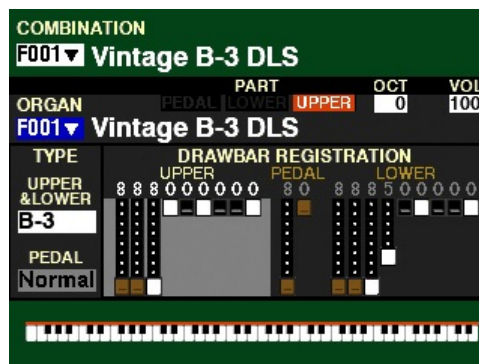 COMBINATION
F001▼ Vintage B-3 DLS
PART OCT VOL
ORGAN PEDAL LOWER UPPER 0 100
F001▼ Vintage B-3 DLS
TYPE DRAWBAR REGISTRATION
UPPER PEDAL LOWER
UPPER
&LOWER
888000000 80 888500000
B-3
PEDAL
Normal